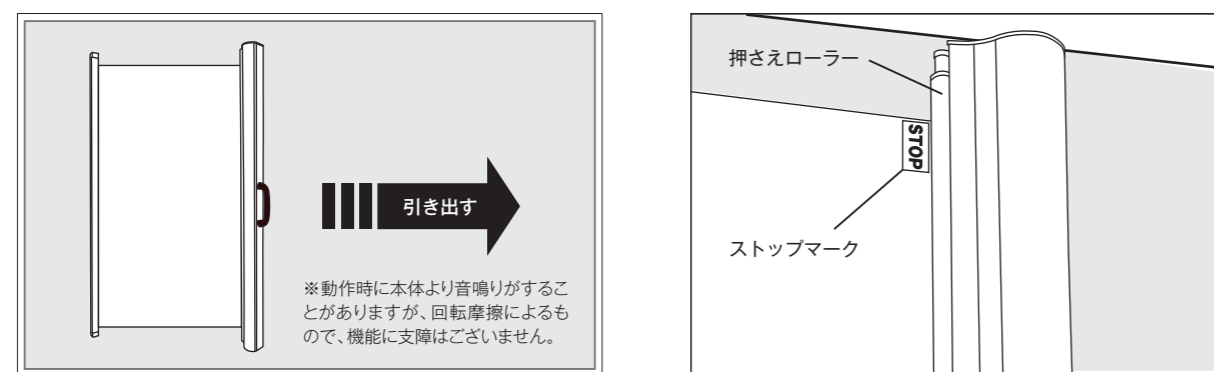 引き出す
※動作時に本体より音鳴りがするこ
とがありますが、回転摩擦によるも
ので、機能に支障はございません。
押さえローラー
STOP
ストップマーク